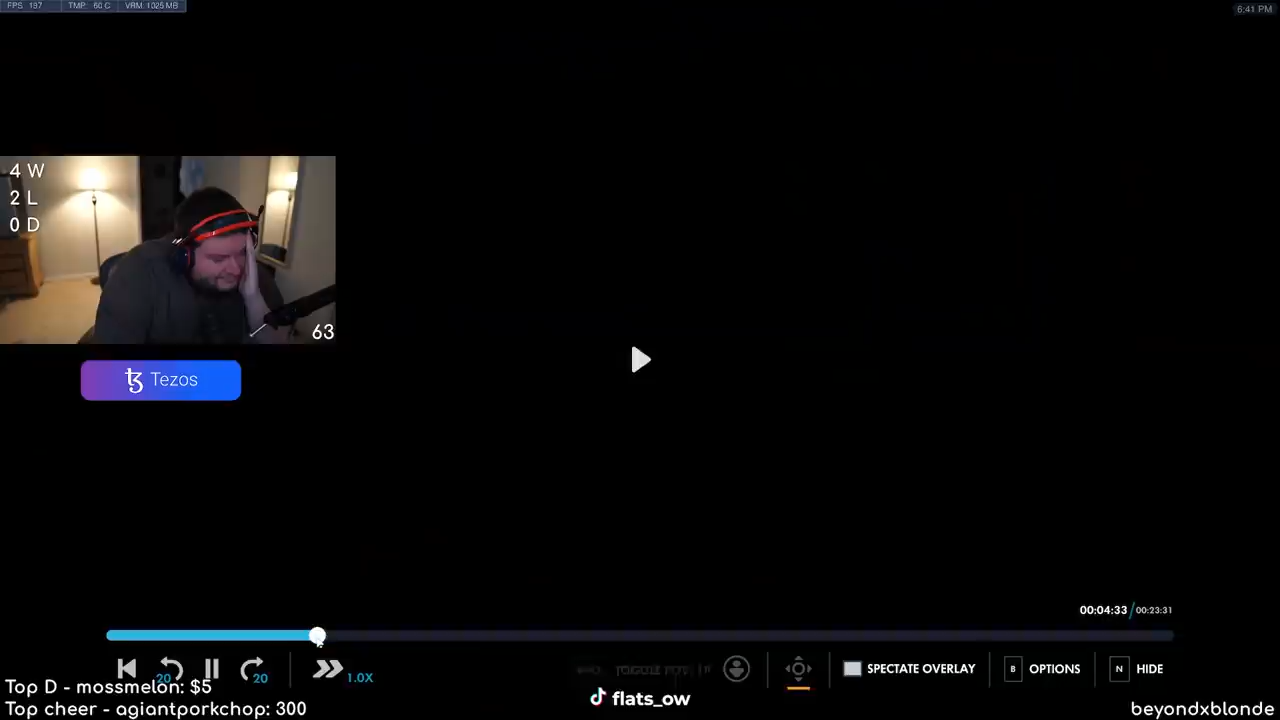 FPS: 197 TMP: 60 C VRM: 1025 MB
6:41 PM
4 W
2 L
0 D
63
Tezos
00:04:33 / 00:23:31
20 20 1.0X
SPECTATE OVERLAY
B OPTIONS
N HIDE
Top D - mossmelon: $5
flats_ow
Top cheer - agiantporkchop: 300
beyondxblonde